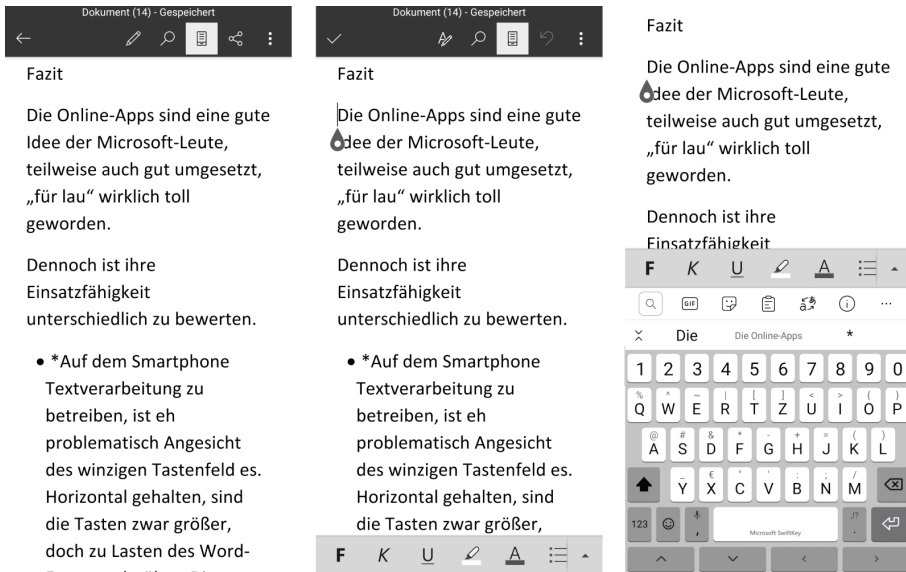 Dokument (14) - Gespeichert
Fazit
Die Online-Apps sind eine gute
Idee der Microsoft-Leute,
teilweise auch gut umgesetzt,
„für lau“ wirklich toll
geworden.
Dennoch ist ihre
Einsatzfähigkeit
unterschiedlich zu bewerten.
• *Auf dem Smartphone
Textverarbeitung zu
betreiben, ist eh
problematisch Angesicht
des winzigen Tastenfeld es.
Horizontal gehalten, sind
die Tasten zwar größer,
doch zu Lasten des Word-
Dokument (14) - Gespeichert
Fazit
Die Online-Apps sind eine gute
dee der Microsoft-Leute,
teilweise auch gut umgesetzt,
„für lau“ wirklich toll
geworden.
Dennoch ist ihre
Einsatzfähigkeit
unterschiedlich zu bewerten.
• *Auf dem Smartphone
Textverarbeitung zu
betreiben, ist eh
problematisch Angesicht
des winzigen Tastenfeld es.
Horizontal gehalten, sind
die Tasten zwar größer,
F K U A
Fazit
Die Online-Apps sind eine gute
dee der Microsoft-Leute,
teilweise auch gut umgesetzt,
„für lau“ wirklich toll
geworden.
Dennoch ist ihre
Einsatzfähigkeit
F K U A
GIF
Die Die Online-Apps *
1 2 3 4 5 6 7 8 9 0
% ^ ~ | [ ] < > { }
Q W E R T Z U I O P
@ # & * - + = ( )
A S D F G H J K L
_ € " ' : ; /
Y X C V B N M
123 , Microsoft SwiftKey .